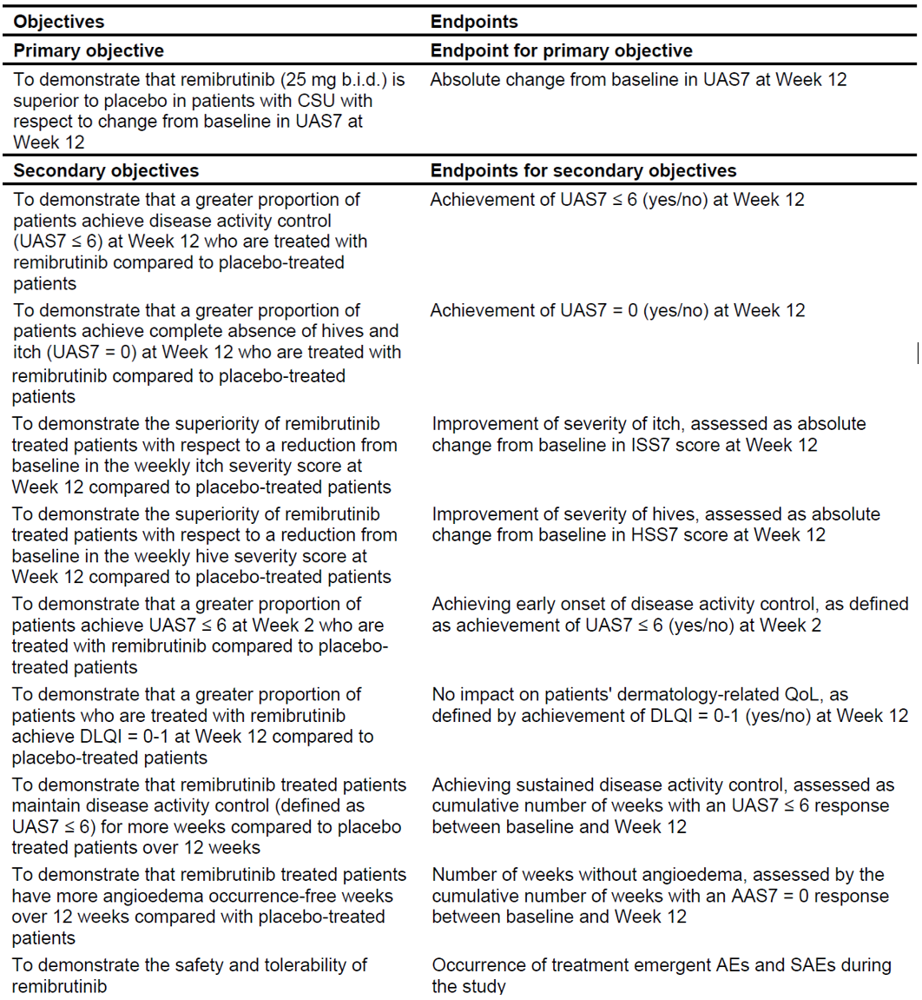 Objectives
Endpoints
Primary objective
Endpoint for primary objective
To demonstrate that remibrutinib (25 mg b.i.d.) is
superior to placebo in patients with CSU with
respect to change from baseline in UAS7 at
Week 12
Absolute change from baseline in UAS7 at Week 12
Secondary objectives
Endpoints for secondary objectives
To demonstrate that a greater proportion of
patients achieve disease activity control
(UAS7 ≤ 6) at Week 12 who are treated with
remibrutinib compared to placebo-treated
patients
Achievement of UAS7 ≤ 6 (yes/no) at Week 12
To demonstrate that a greater proportion of
patients achieve complete absence of hives and
itch (UAS7 = 0) at Week 12 who are treated with
remibrutinib compared to placebo-treated
patients
Achievement of UAS7 = 0 (yes/no) at Week 12
To demonstrate the superiority of remibrutinib
treated patients with respect to a reduction from
baseline in the weekly itch severity score at
Week 12 compared to placebo-treated patients
Improvement of severity of itch, assessed as absolute
change from baseline in ISS7 score at Week 12
To demonstrate the superiority of remibrutinib
treated patients with respect to a reduction from
baseline in the weekly hive severity score at
Week 12 compared to placebo-treated patients
Improvement of severity of hives, assessed as absolute
change from baseline in HSS7 score at Week 12
To demonstrate that a greater proportion of
patients achieve UAS7 ≤ 6 at Week 2 who are
treated with remibrutinib compared to placebo-
treated patients
Achieving early onset of disease activity control, as defined
as achievement of UAS7 ≤ 6 (yes/no) at Week 2
To demonstrate that a greater proportion of
patients who are treated with remibrutinib
achieve DLQI = 0-1 at Week 12 compared to
placebo-treated patients
No impact on patients' dermatology-related QoL, as
defined by achievement of DLQI = 0-1 (yes/no) at Week 12
To demonstrate that remibrutinib treated patients
maintain disease activity control (defined as
UAS7 ≤ 6) for more weeks compared to placebo
treated patients over 12 weeks
Achieving sustained disease activity control, assessed as
cumulative number of weeks with an UAS7 ≤ 6 response
between baseline and Week 12
To demonstrate that remibrutinib treated patients
have more angioedema occurrence-free weeks
over 12 weeks compared with placebo-treated
patients
Number of weeks without angioedema, assessed by the
cumulative number of weeks with an AAS7 = 0 response
between baseline and Week 12
To demonstrate the safety and tolerability of
remibrutinib
Occurrence of treatment emergent AEs and SAEs during
the study